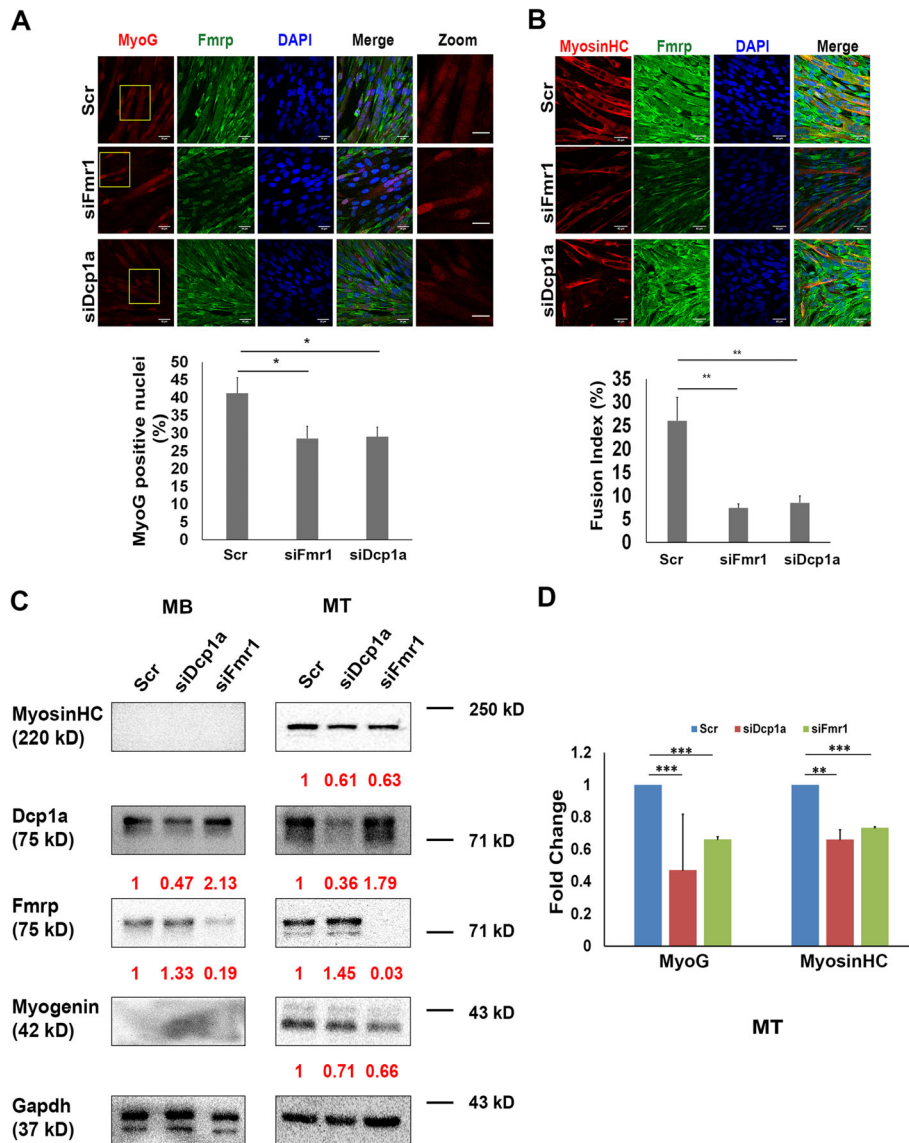 A
MyoG Fmrp DAPI Merge Zoom
Scr
siFmr1
siDcp1a
MyoG positive nuclei
(%)
50
45
40
35
30
25
20
15
10
5
0
*
*
Scr siFmr1 siDcp1a
B
MyosinHC Fmrp DAPI Merge
Scr
siFmr1
siDcp1a
Fusion Index (%)
35
30
25
20
15
10
5
0
**
**
Scr siFmr1 siDcp1a
C
MB MT
Scr siDcp1a siFmr1 Scr siDcp1a siFmr1
MyosinHC
(220 kD)
250 kD
1 0.61 0.63
Dcp1a
(75 kD)
71 kD
1 0.47 2.13 1 0.36 1.79
Fmrp
(75 kD)
71 kD
1 1.33 0.19 1 1.45 0.03
Myogenin
(42 kD)
43 kD
1 0.71 0.66
Gapdh
(37 kD)
43 kD
D
Scr siDcp1a siFmr1
Fold Change
1.2
1
0.8
0.6
0.4
0.2
0
***
***
***
**
MyoG MyosinHC
MT